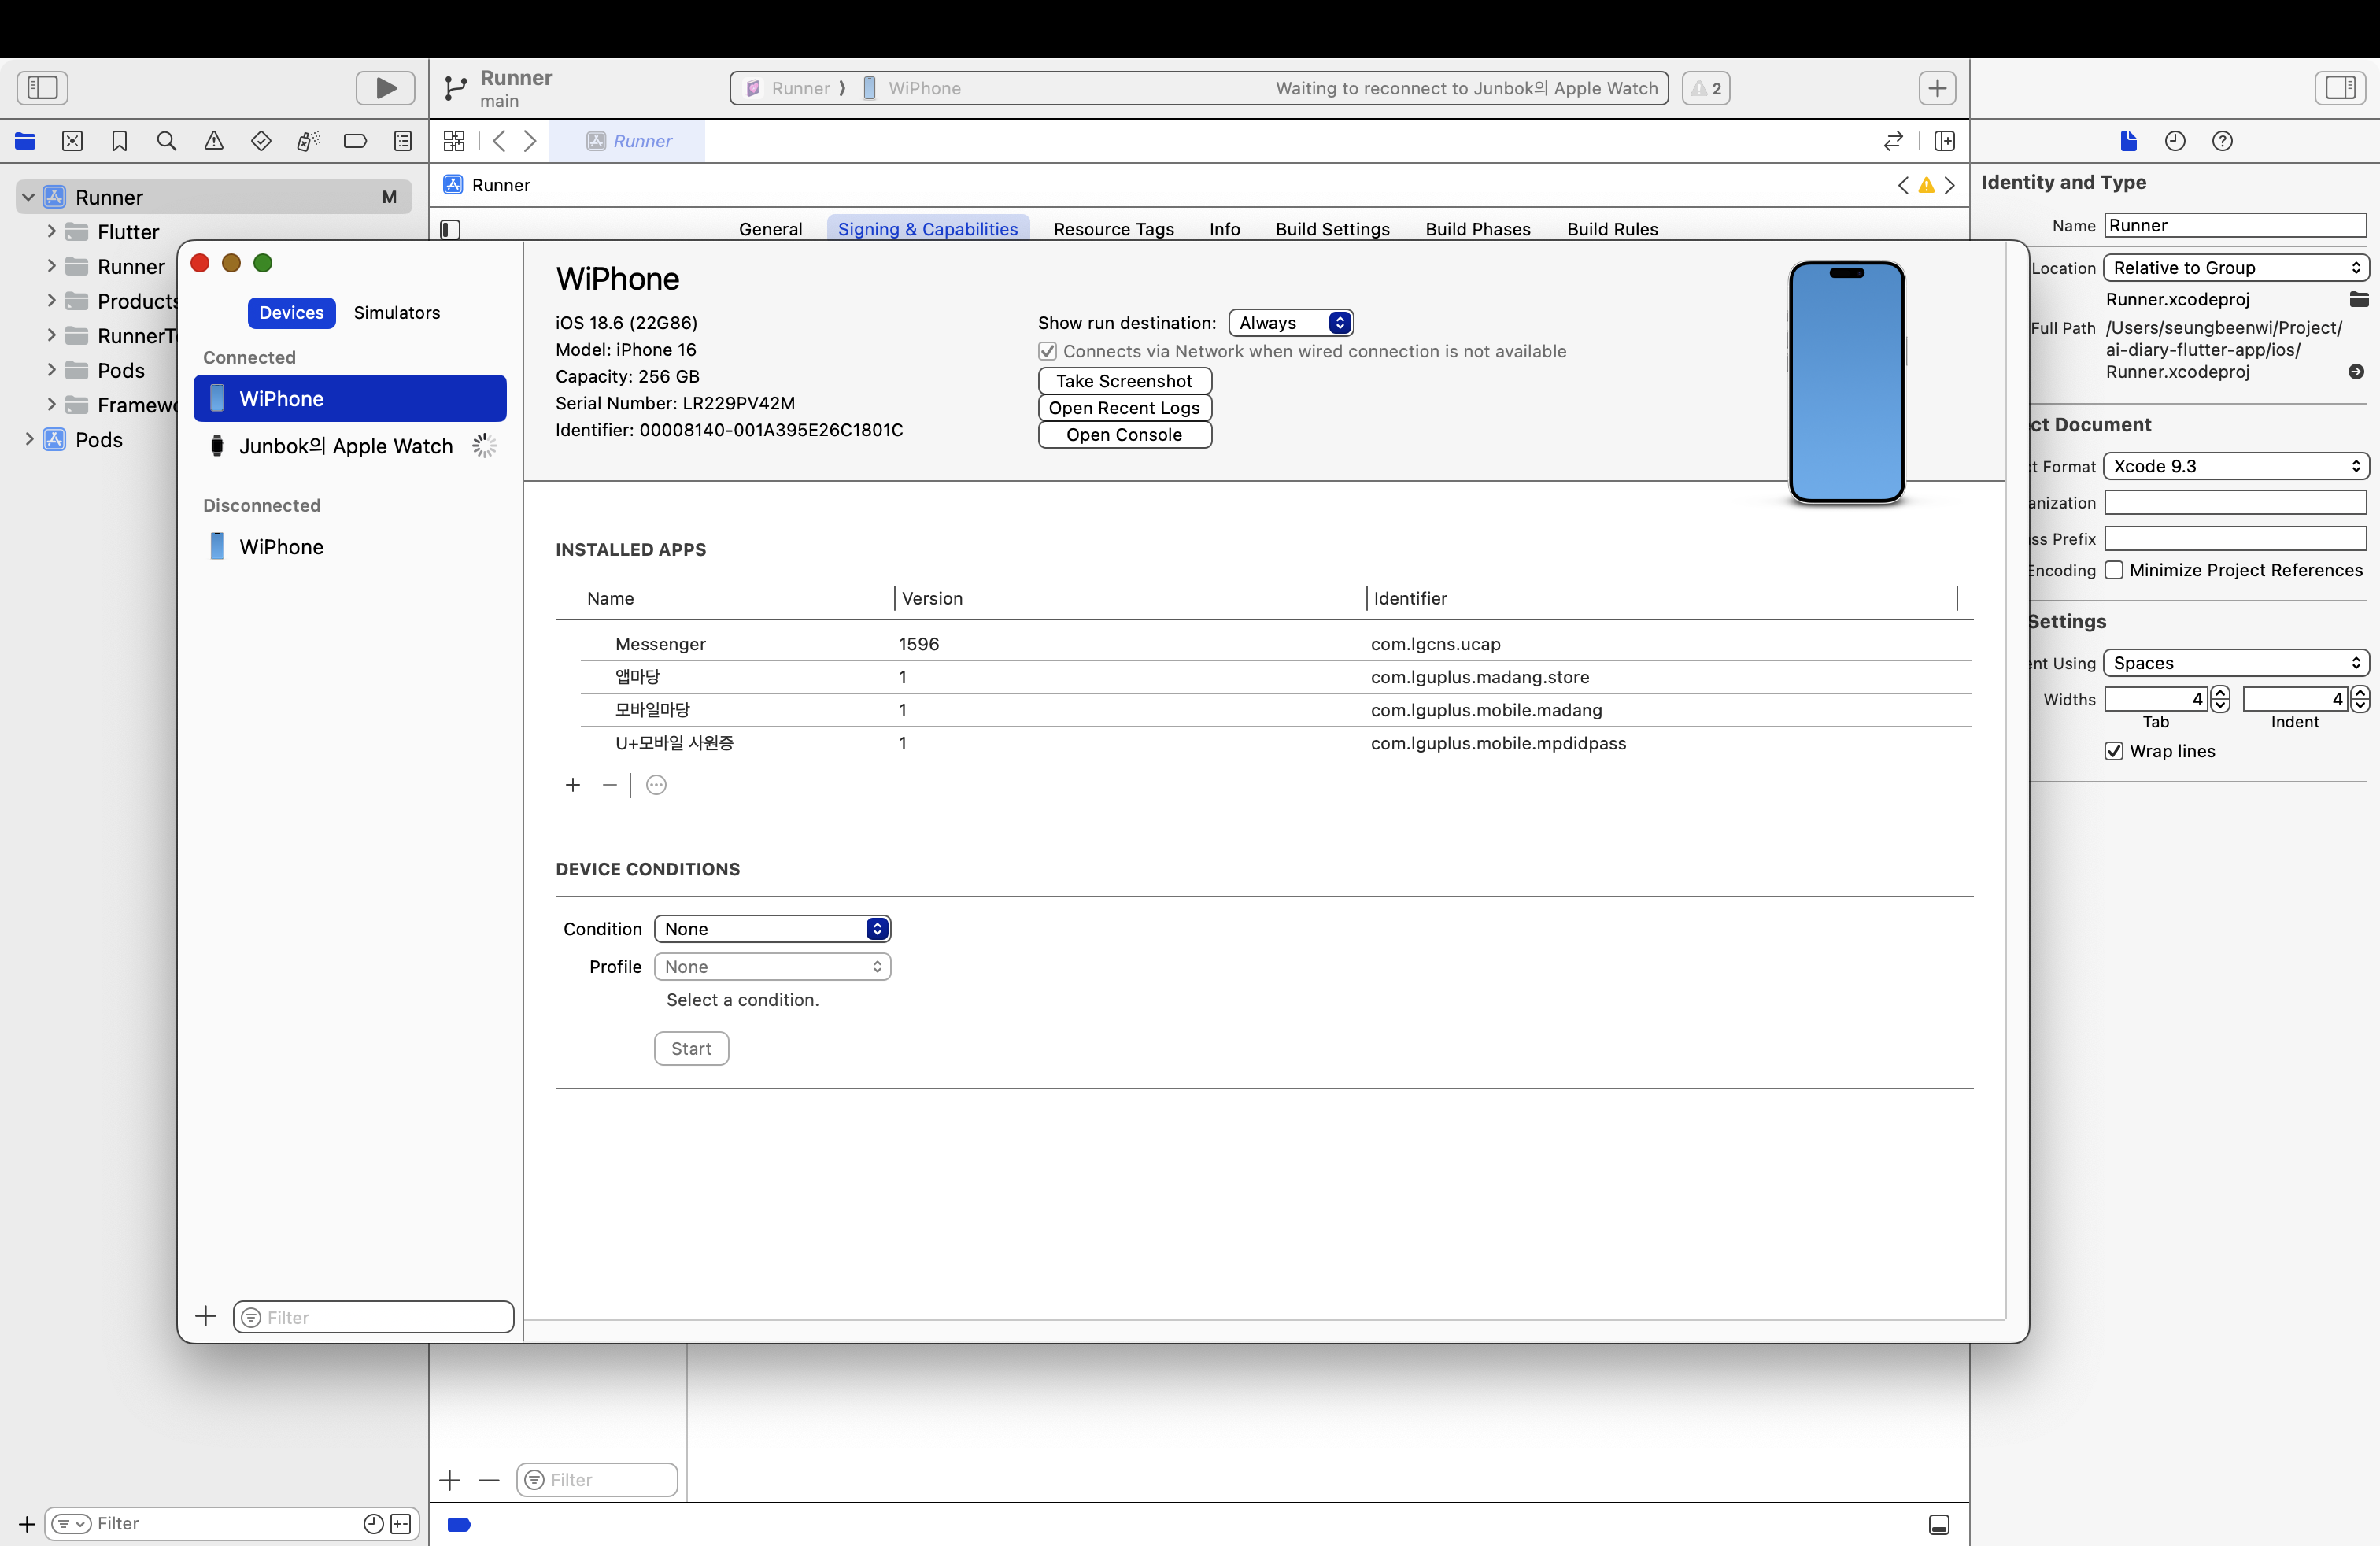 Runner
main
Runner
WiPhone
Waiting to reconnect to Junbok의 Apple Watch
2
Runner
Runner
M
Flutter
Runner
Products
RunnerT
Pods
Framewo
Pods
Runner
General
Signing & Capabilities
Resource Tags
Info
Build Settings
Build Phases
Build Rules
Devices
Simulators
Connected
WiPhone
Junbok의 Apple Watch
Disconnected
WiPhone
Filter
WiPhone
iOS 18.6 (22G86)
Model: iPhone 16
Capacity: 256 GB
Serial Number: LR229PV42M
Identifier: 00008140-001A395E26C1801C
Show run destination: Always
Connects via Network when wired connection is not available
Take Screenshot
Open Recent Logs
Open Console
INSTALLED APPS
Name Version Identifier
Messenger 1596 com.lgcns.ucap
앱마당 1 com.lguplus.madang.store
모바일마당 1 com.lguplus.mobile.madang
U+모바일 사원증 1 com.lguplus.mobile.mpdidpass
DEVICE CONDITIONS
Condition None
Profile None
Select a condition.
Start
Identity and Type
Name Runner
Location Relative to Group
Runner.xcodeproj
Full Path /Users/seungbeenwi/Project/
ai-diary-flutter-app/ios/
Runner.xcodeproj
ct Document
t Format Xcode 9.3
anization
ss Prefix
Encoding Minimize Project References
Settings
nt Using Spaces
Widths 4 4
Tab Indent
Wrap lines
Filter
Filter